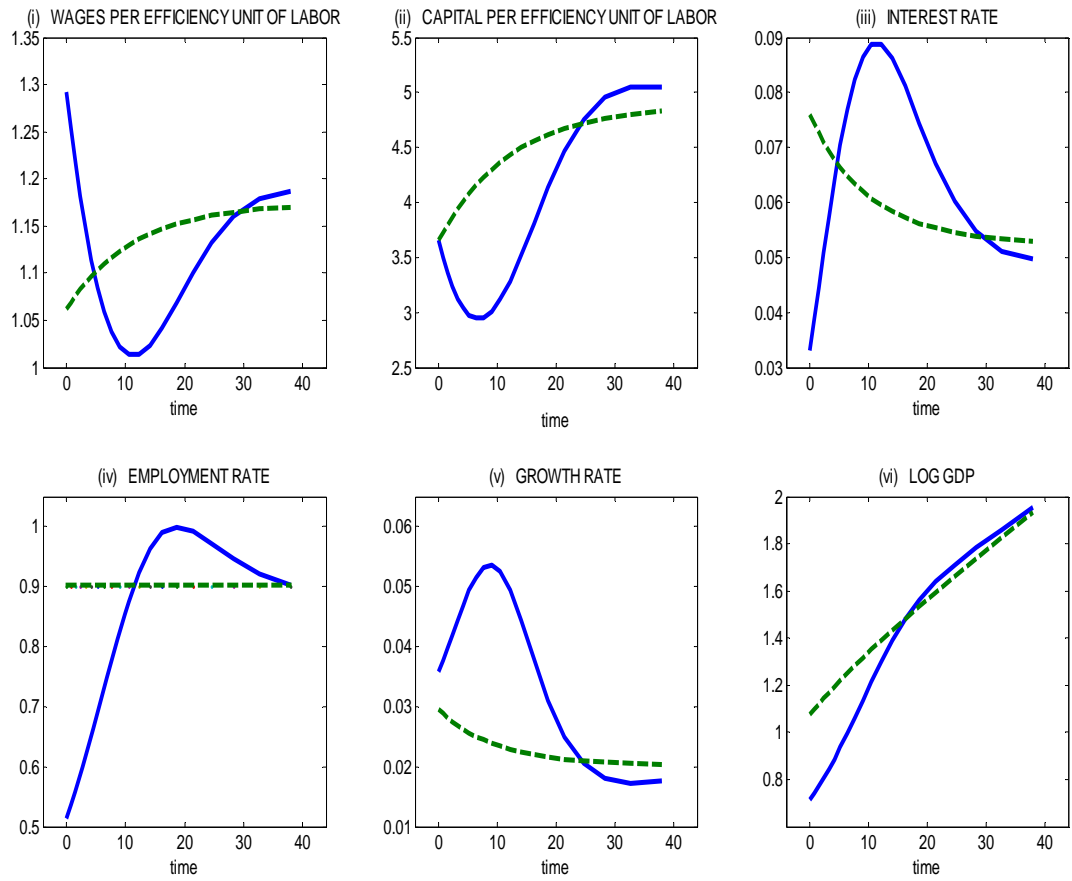 (i) WAGES PER EFFICIENCY UNIT OF LABOR
1.35
1.3
1.25
1.2
1.15
1.1
1.05
1
0 10 20 30 40
time
(ii) CAPITAL PER EFFICIENCY UNIT OF LABOR
5.5
5
4.5
4
3.5
3
2.5
0 10 20 30 40
time
(iii) INTEREST RATE
0.09
0.08
0.07
0.06
0.05
0.04
0.03
0 10 20 30 40
time
(iv) EMPLOYMENT RATE
1
0.9
0.8
0.7
0.6
0.5
0 10 20 30 40
time
(v) GROWTH RATE
0.06
0.05
0.04
0.03
0.02
0.01
0 10 20 30 40
time
(vi) LOG GDP
2
1.8
1.6
1.4
1.2
1
0.8
0 10 20 30 40
time